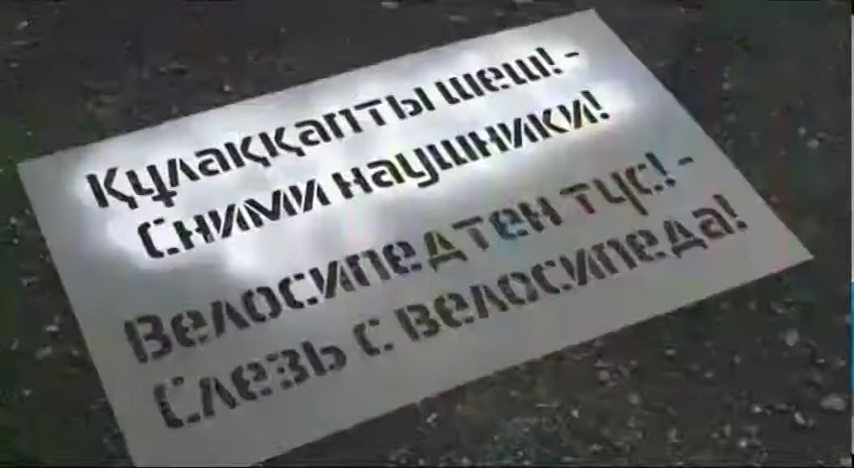 Құлаққапты шеш! -
Сними наушники!
Велосипедтен түс! -
Слезь с велосипеда!